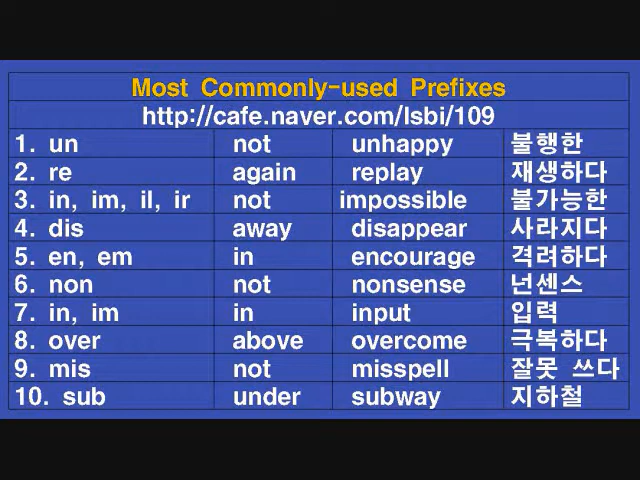 Most Commonly-used Prefixes
http://cafe.naver.com/lsbi/109
1. un not unhappy 불행한
2. re again replay 재생하다
3. in, im, il, ir not impossible 불가능한
4. dis away disappear 사라지다
5. en, em in encourage 격려하다
6. non not nonsense 넌센스
7. in, im in input 입력
8. over above overcome 극복하다
9. mis not misspell 잘못 쓰다
10. sub under subway 지하철